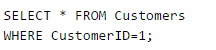 SELECT * FROM Customers
WHERE CustomerID=1;